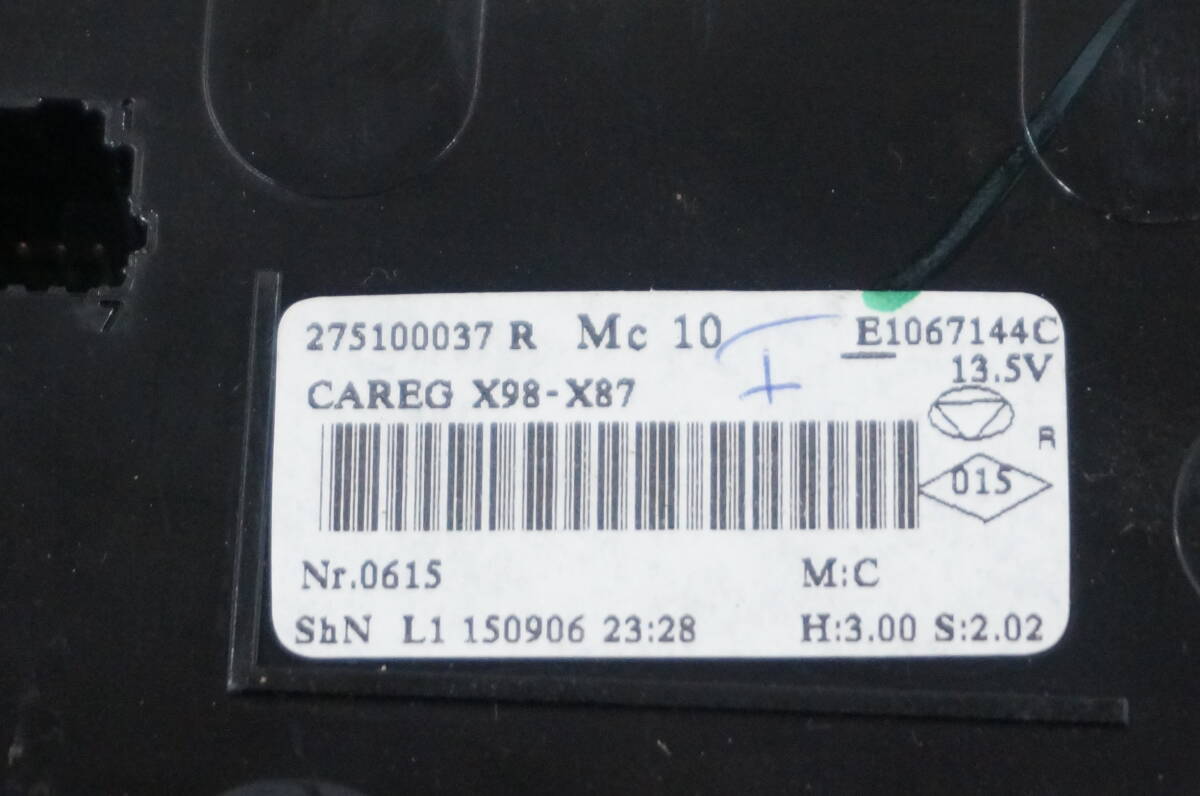 1
7
275100037 R Mc 10 E1067144C
13.5V
CAREG X98-X87
R
015
Nr.0615 M:C
ShN L1 150906 23:28 H:3.00 S:2.02